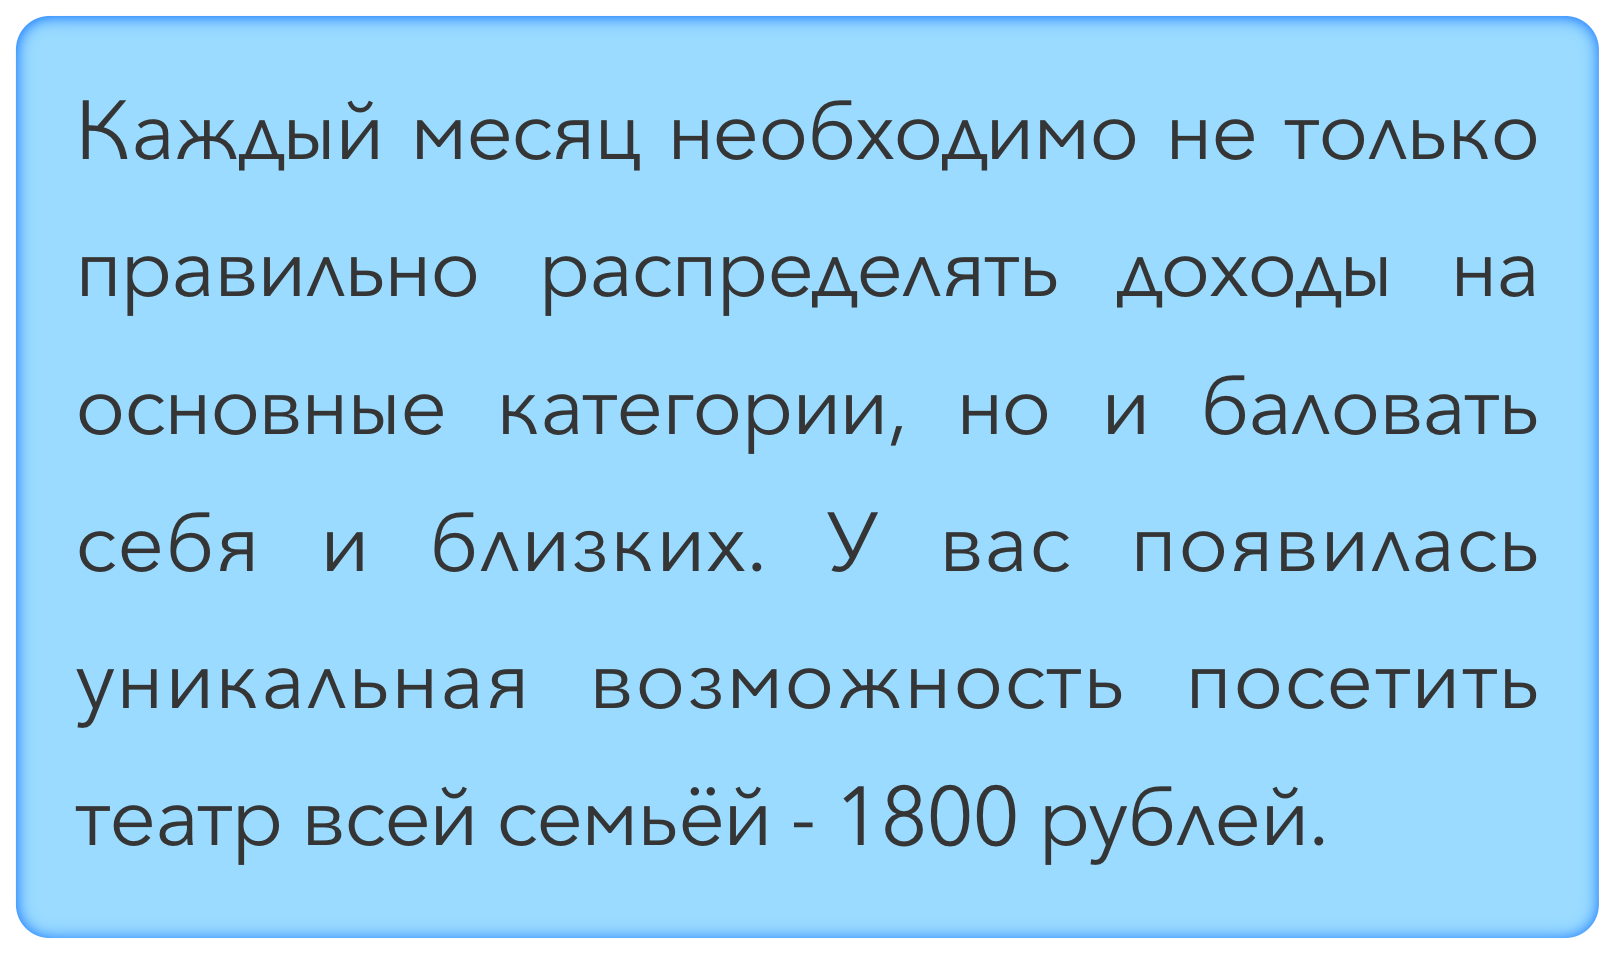 Каждый месяц необходимо не только
правильно распределять доходы на
основные категории, но и баловать
себя и близких. У вас появилась
уникальная возможность посетить
театр всей семьёй - 1800 рублей.